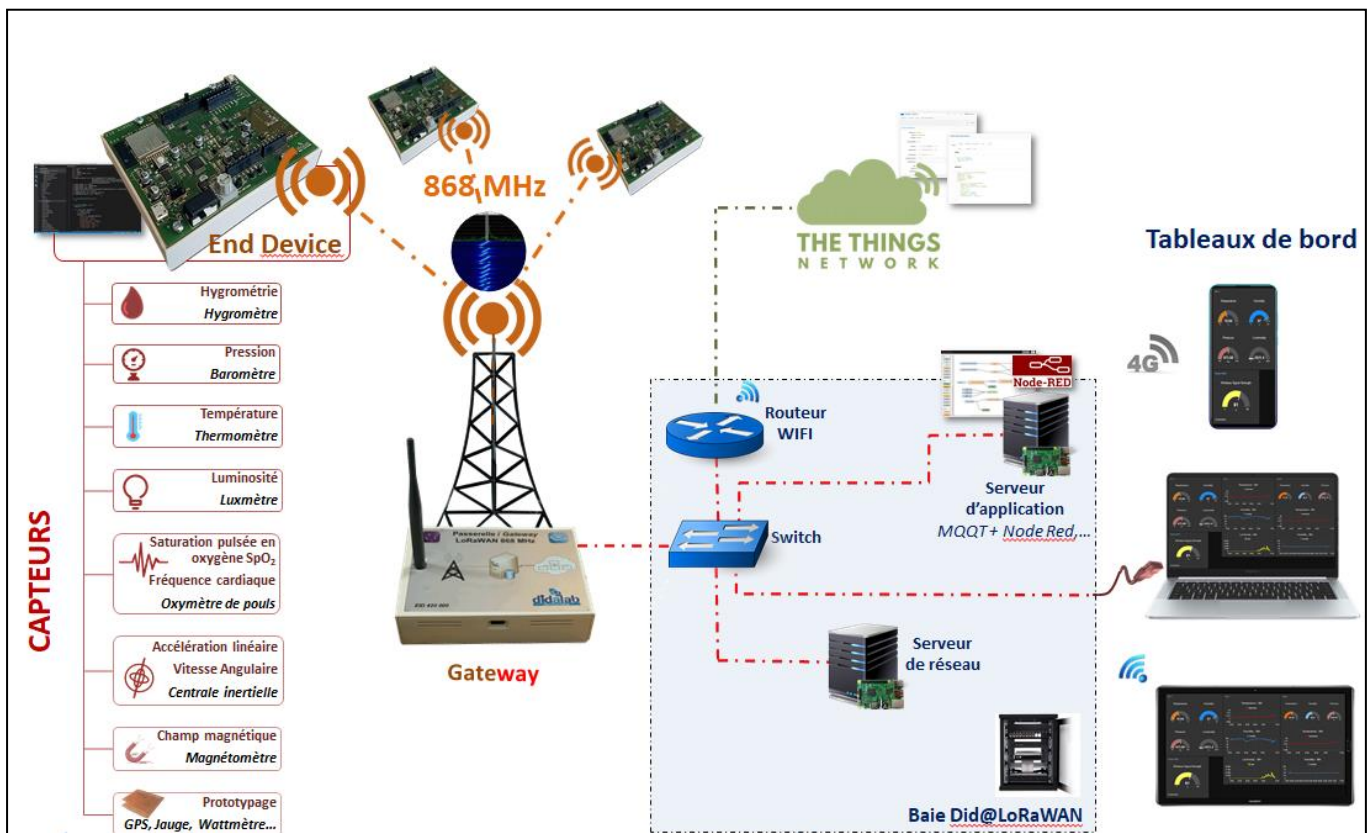 868 MHz
End Device
THE THINGS
NETWORK
Tableaux de bord
CAPTEURS
Hygrométrie
Hygromètre
Pression
Baromètre
Température
Thermomètre
Luminosité
Luxmètre
Saturation pulsée en
oxygène SpO₂
Fréquence cardiaque
Oxymètre de pouls
Accélération linéaire
Vitesse Angulaire
Centrale inertielle
Champ magnétique
Magnétomètre
Prototypage
GPS, Jauge, Wattmètre...
Passerelle / Gateway
LoRaWAN 868 MHz
didalab
Gateway
Routeur
WIFI
Switch
Node-RED
Serveur
d'application
MQQT + Node Red,...
Serveur
de réseau
Baie Did@LoRaWAN
4G